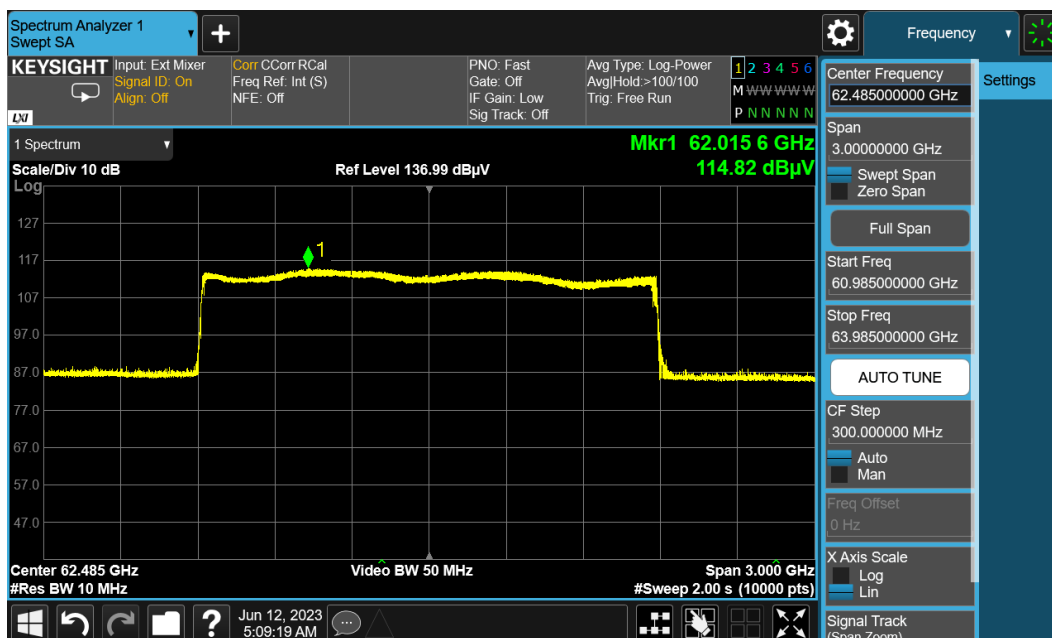 Spectrum Analyzer 1
Swept SA
Frequency
KEYSIGHT
LXI
Input: Ext Mixer
Signal ID: On
Align: Off
Corr CCorr RCal
Freq Ref: Int (S)
NFE: Off
PNO: Fast
Gate: Off
IF Gain: Low
Sig Track: Off
Avg Type: Log-Power
Avg|Hold:>100/100
Trig: Free Run
1 2 3 4 5 6
M W W W W W
P N N N N N
1 Spectrum
Mkr1 62.015 6 GHz
Scale/Div 10 dB
Ref Level 136.99 dBµV
114.82 dBµV
Log
127
117
107
97.0
87.0
77.0
67.0
57.0
47.0
1
Center 62.485 GHz
Video BW 50 MHz
Span 3.000 GHz
#Res BW 10 MHz
#Sweep 2.00 s (10000 pts)
Jun 12, 2023
5:09:19 AM
Center Frequency
62.485000000 GHz
Settings
Span
3.00000000 GHz
Swept Span
Zero Span
Full Span
Start Freq
60.985000000 GHz
Stop Freq
63.985000000 GHz
AUTO TUNE
CF Step
300.000000 MHz
Auto
Man
Freq Offset
0 Hz
X Axis Scale
Log
Lin
Signal Track
(Span Zoom)